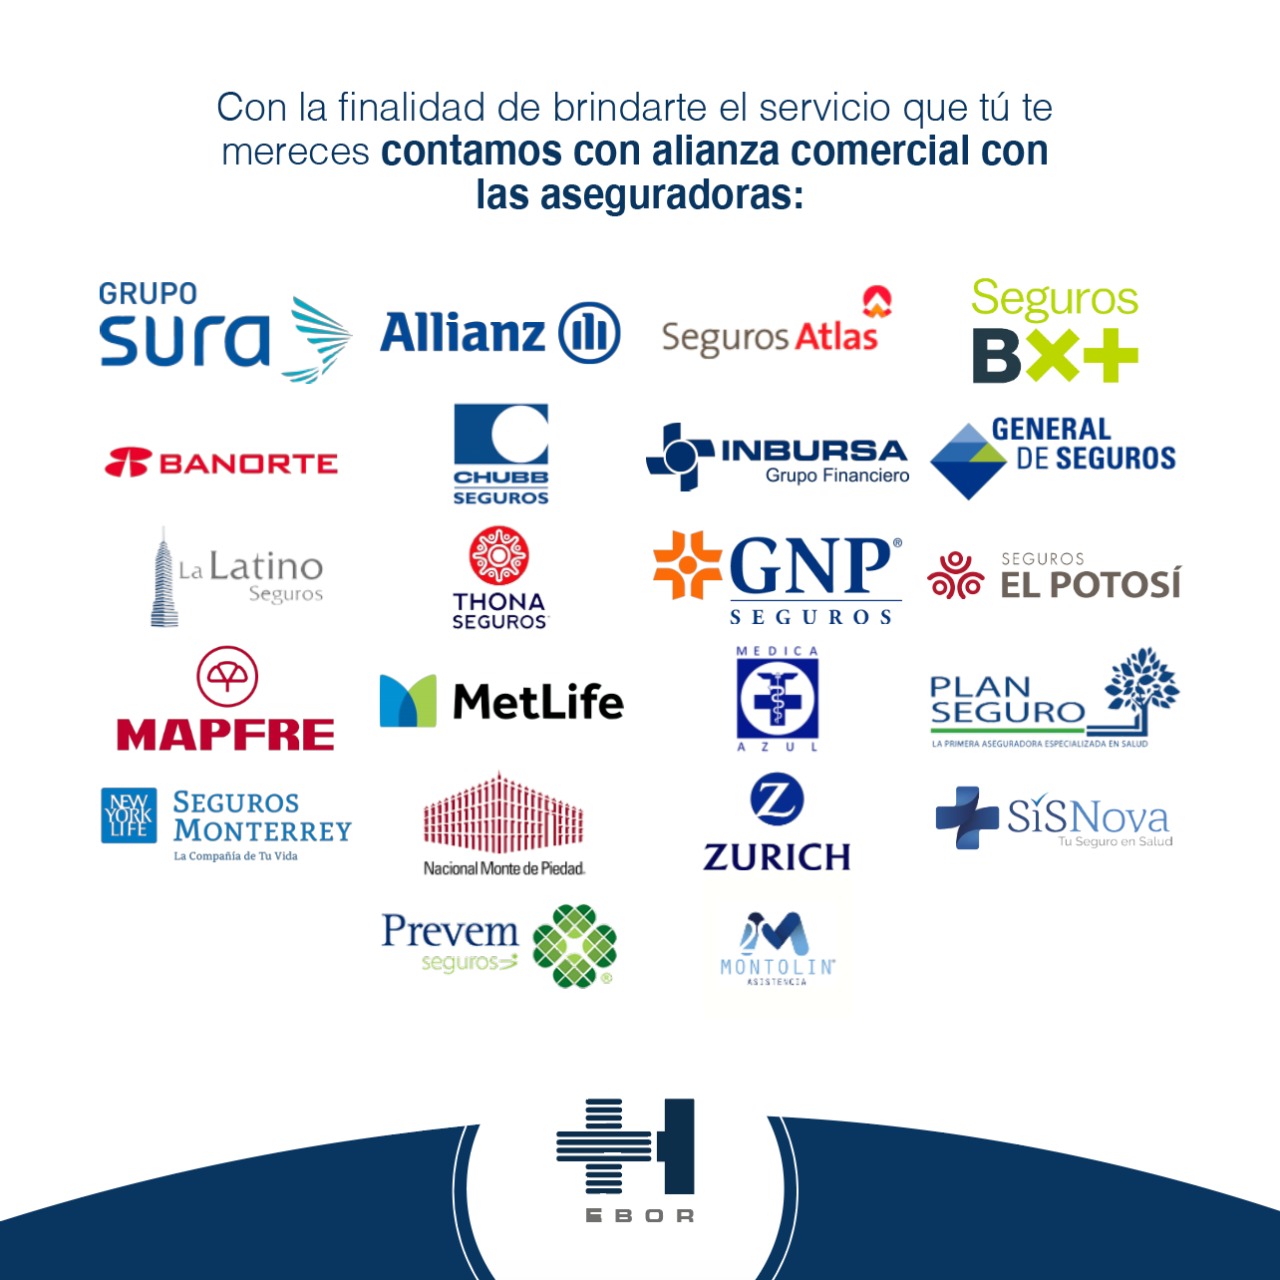 Con la finalidad de brindarte el servicio que tú te
mereces contamos con alianza comercial con
las aseguradoras:
GRUPO
sura
Allianz
Seguros Atlas
Seguros
BX+
BANORTE
CHUBB
SEGUROS
INBURSA
Grupo Financiero
GENERAL
DE SEGUROS
La Latino
Seguros
THONA
SEGUROS
GNP®
SEGUROS
SEGUROS
EL POTOSÍ
MAPFRE
MetLife
MEDICA
AZUL
PLAN
SEGURO
LA PRIMERA ASEGURADORA ESPECIALIZADA EN SALUD
NEW
YORK
LIFE
SEGUROS
MONTERREY
La Compañía de Tu Vida
Nacional Monte de Piedad
Z
ZURICH
SiSNova
Tu Seguro en Salud
Prevem
seguros
®
MONTOLIN
ASISTENCIA
H
EBOR